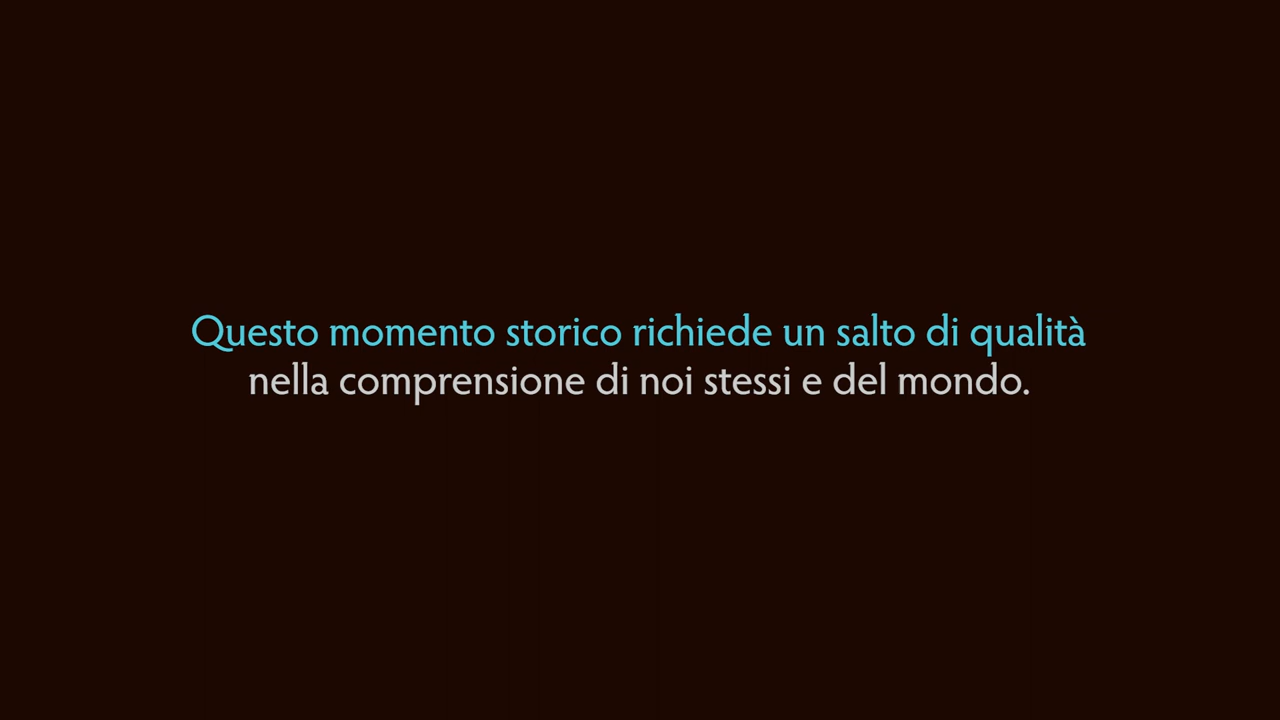 Questo momento storico richiede un salto di qualità
nella comprensione di noi stessi e del mondo.